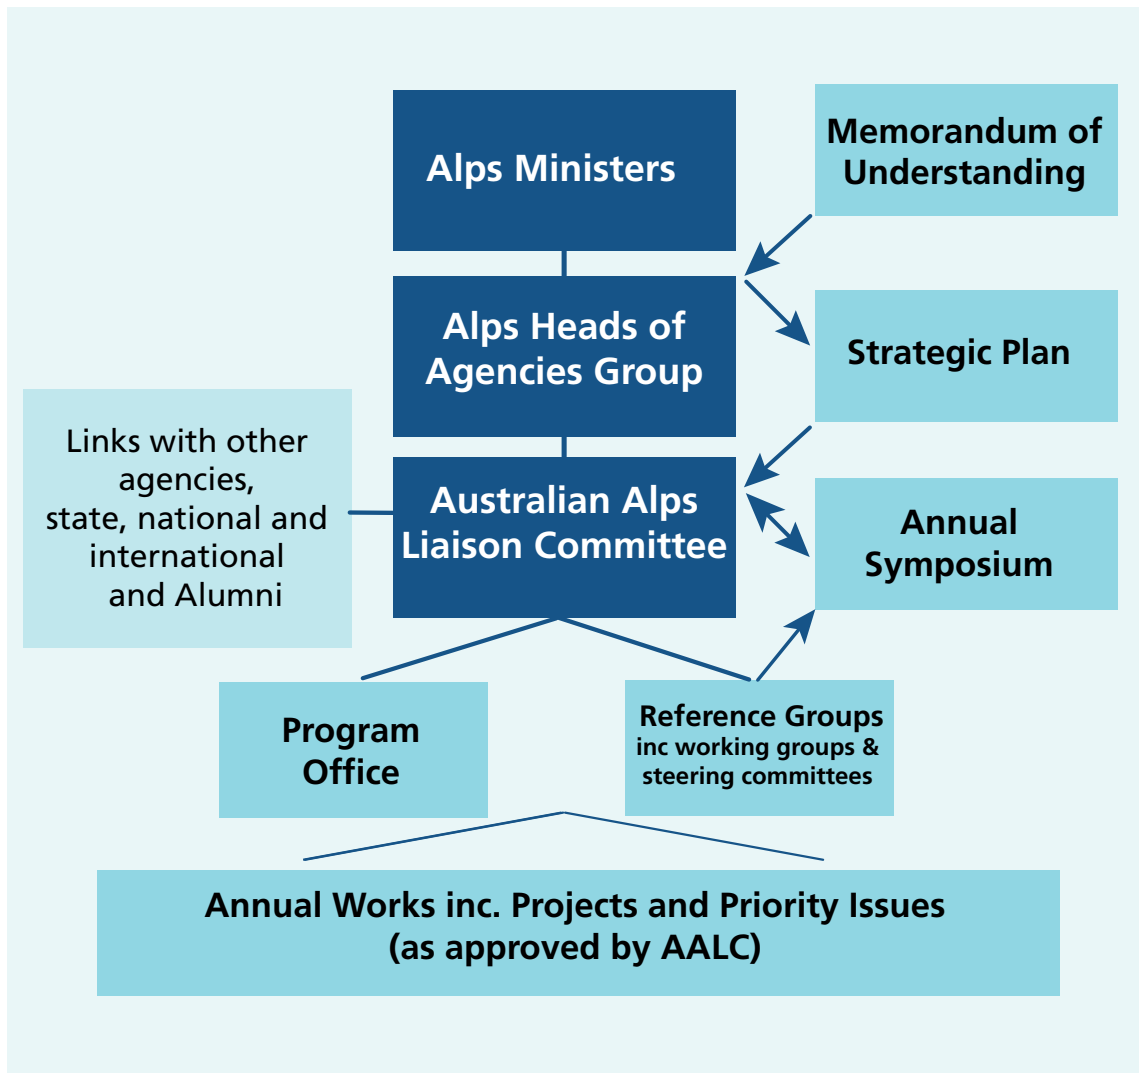 Alps Ministers
Memorandum of
Understanding
Alps Heads of
Agencies Group
Strategic Plan
Links with other
agencies,
state, national and
international
and Alumni
Australian Alps
Liaison Committee
Annual
Symposium
Program
Office
Reference Groups
inc working groups &
steering committees
Annual Works inc. Projects and Priority Issues
(as approved by AALC)